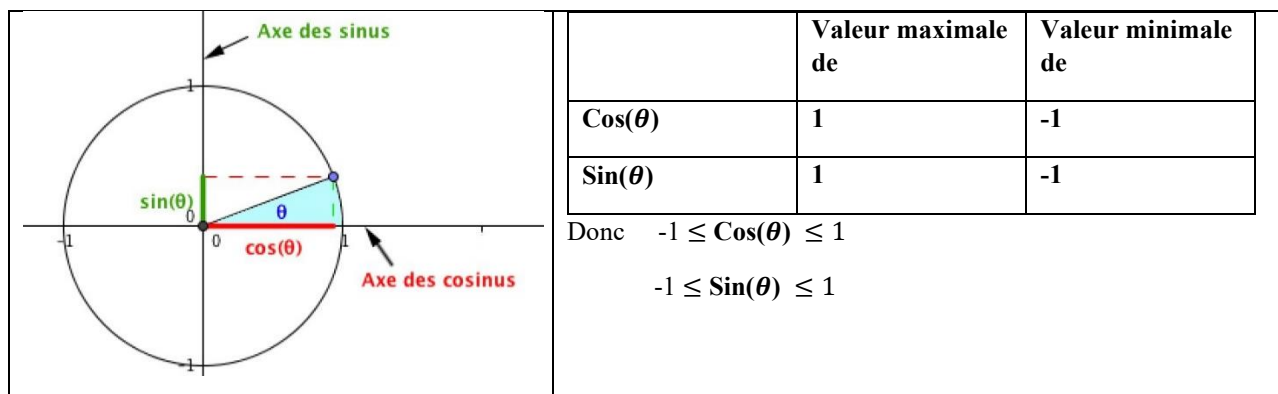 Axe des sinus
1
sin(θ)
0
θ
-1
0
cos(θ)
1
Axe des cosinus
-1
Valeur maximale de
Valeur minimale de
Cos(θ) 1 -1
Sin(θ) 1 -1
Donc -1 ≤ Cos(θ) ≤ 1
-1 ≤ Sin(θ) ≤ 1